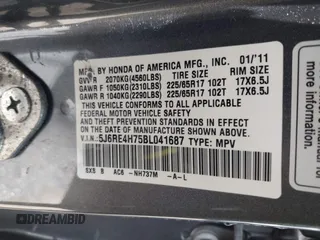 MFD. BY HONDA OF AMERICA MFG., INC. 01/'11
GVWR 2070KG(4560LBS) TIRE SIZE RIM SIZE
GAWR F 1050KG(2310LBS) 225/65R17 102T 17X6.5J
GAWR R 1040KG(2290LBS) 225/65R17 102T 17X6.5J
THIS VEHICLE CONFORMS TO ALL APPLICABLE
FEDERAL MOTOR VEHICLE SAFETY AND THEFT
PREVENTION STANDARDS IN EFFECT ON THE DATE
OF MANUFACTURE SHOWN ABOVE.
V.I.N. 5J6RE4H75BL041687 TYPE: MPV
SXS R AC6 -NH737M -A-L